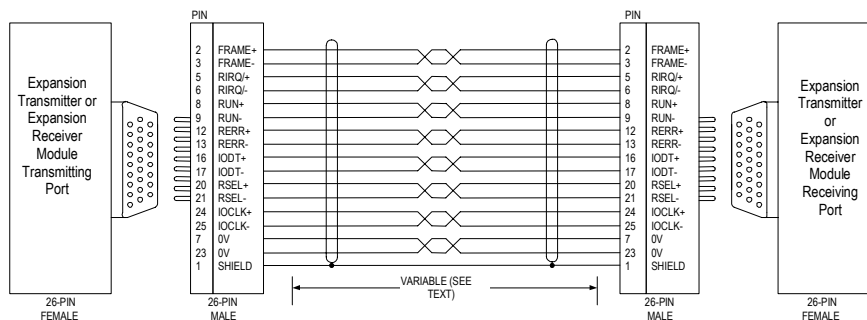 PIN
PIN
Expansion
Transmitter or
Expansion
Receiver
Module
Transmitting
Port
2 FRAME+
3 FRAME-
5 RIRQ/+
6 RIRQ/-
8 RUN+
9 RUN-
12 RERR+
13 RERR-
16 IODT+
17 IODT-
20 RSEL+
21 RSEL-
24 IOCLK+
25 IOCLK-
7 0V
23 0V
1 SHIELD
2 FRAME+
3 FRAME-
5 RIRQ/+
6 RIRQ/-
8 RUN+
9 RUN-
12 RERR+
13 RERR-
16 IODT+
17 IODT-
20 RSEL+
21 RSEL-
24 IOCLK+
25 IOCLK-
7 0V
23 0V
1 SHIELD
Expansion
Transmitter
or
Expansion
Receiver
Module
Receiving
Port
VARIABLE (SEE
TEXT)
26-PIN
FEMALE
26-PIN
MALE
26-PIN
MALE
26-PIN
FEMALE